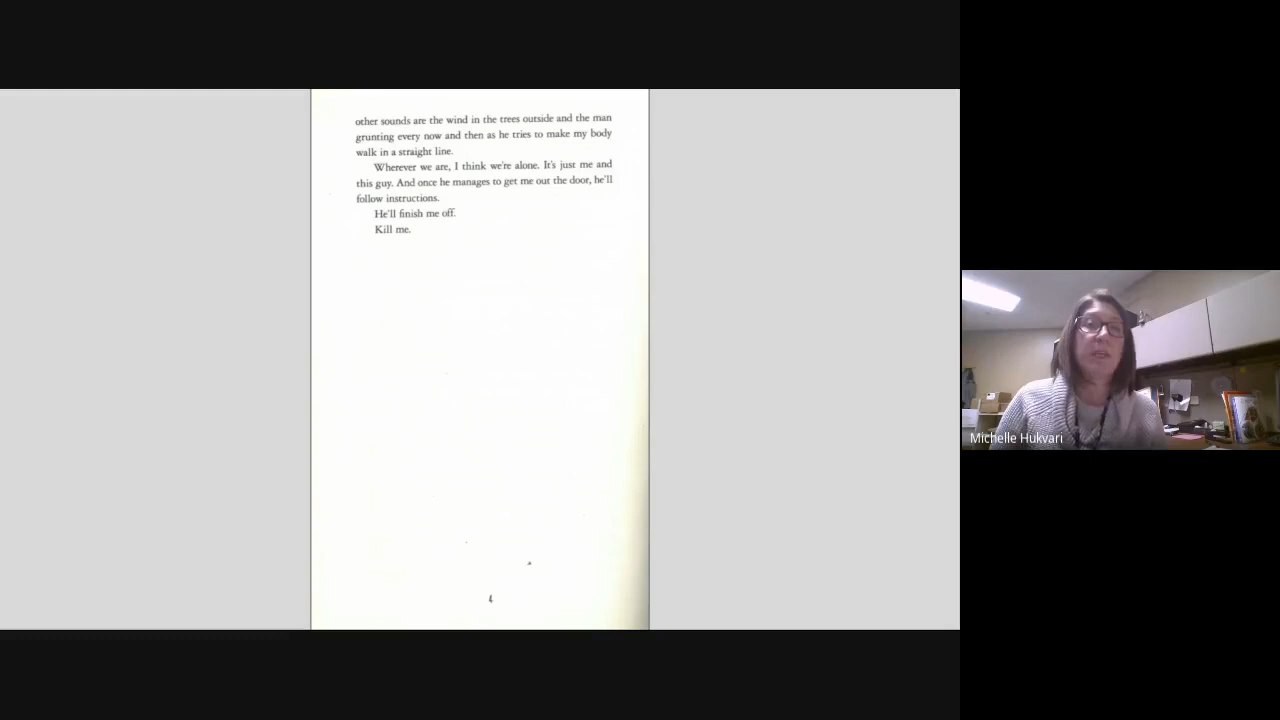 other sounds are the wind in the trees outside and the man
grunting every now and then as he tries to make my body
walk in a straight line.
Wherever we are, I think we're alone. It's just me and
this guy. And once he manages to get me out the door, he'll
follow instructions.
He'll finish me off.
Kill me.
4
Michelle Hukvari